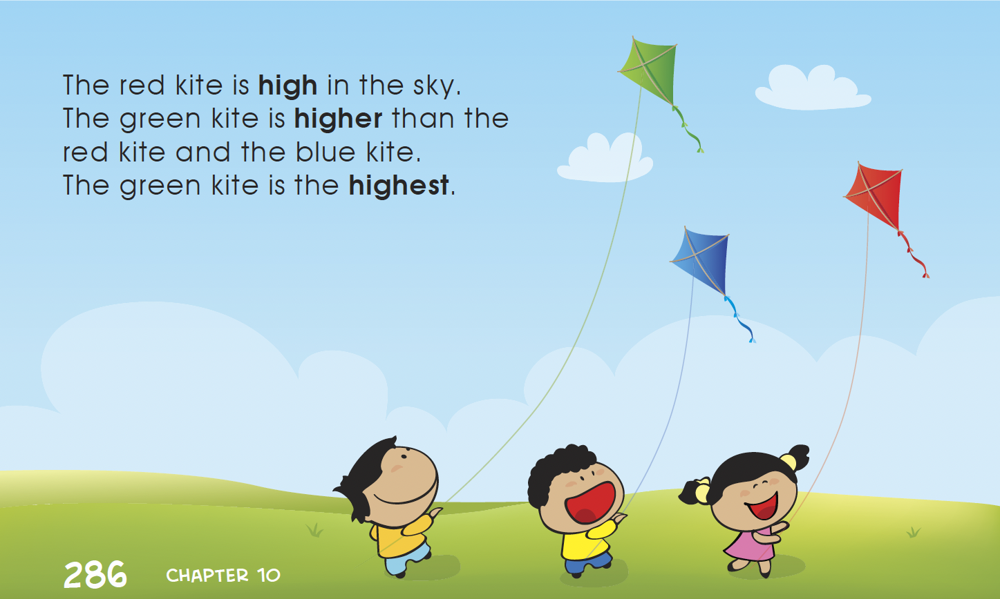 The red kite is high in the sky.
The green kite is higher than the
red kite and the blue kite.
The green kite is the highest.
286 CHAPTER 10